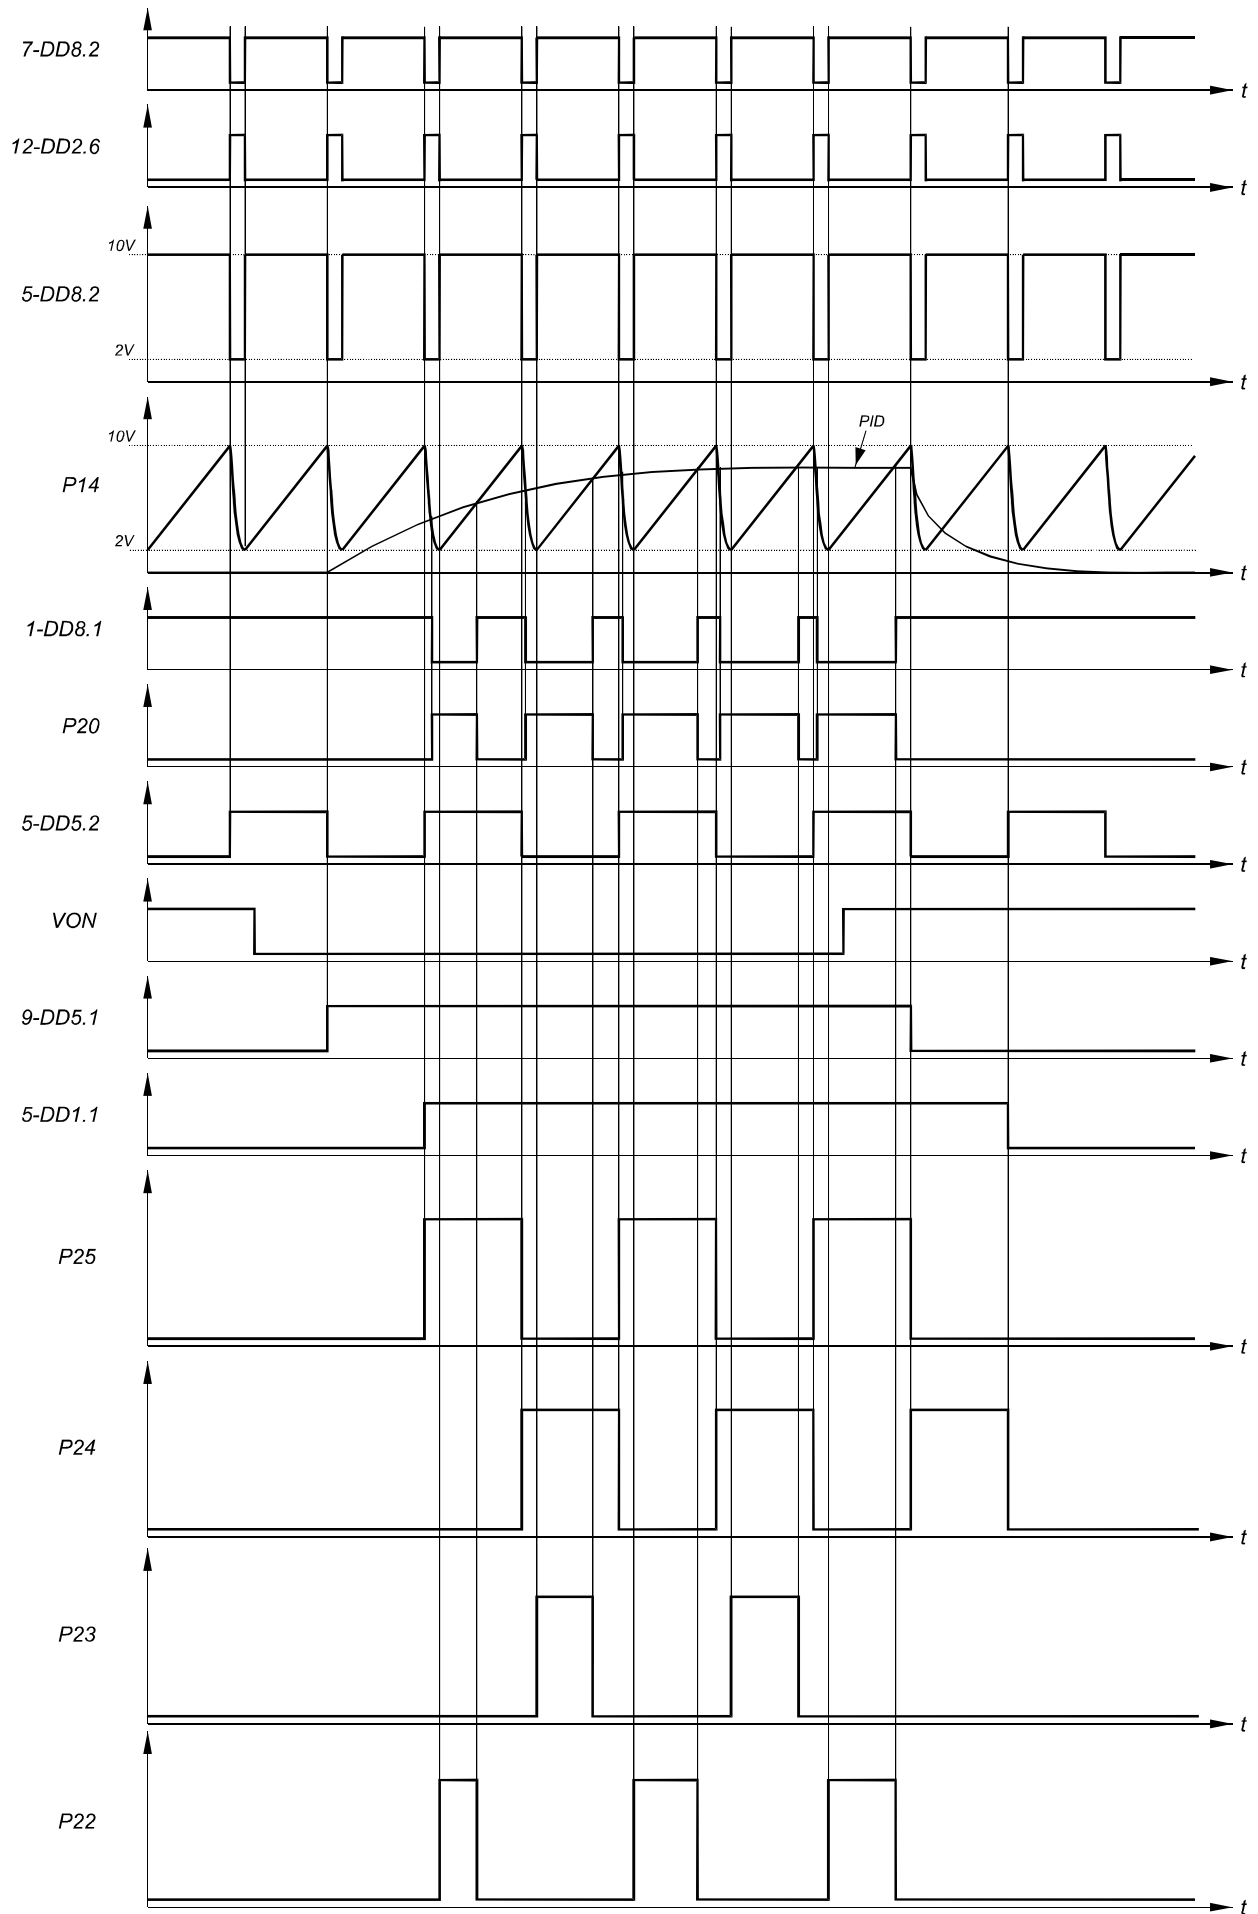 7-DD8.2
t
12-DD2.6
t
10V
5-DD8.2
2V
t
PID
10V
P14
2V
t
1-DD8.1
t
P20
t
5-DD5.2
t
VON
t
9-DD5.1
t
5-DD1.1
t
P25
t
P24
t
P23
t
P22
t